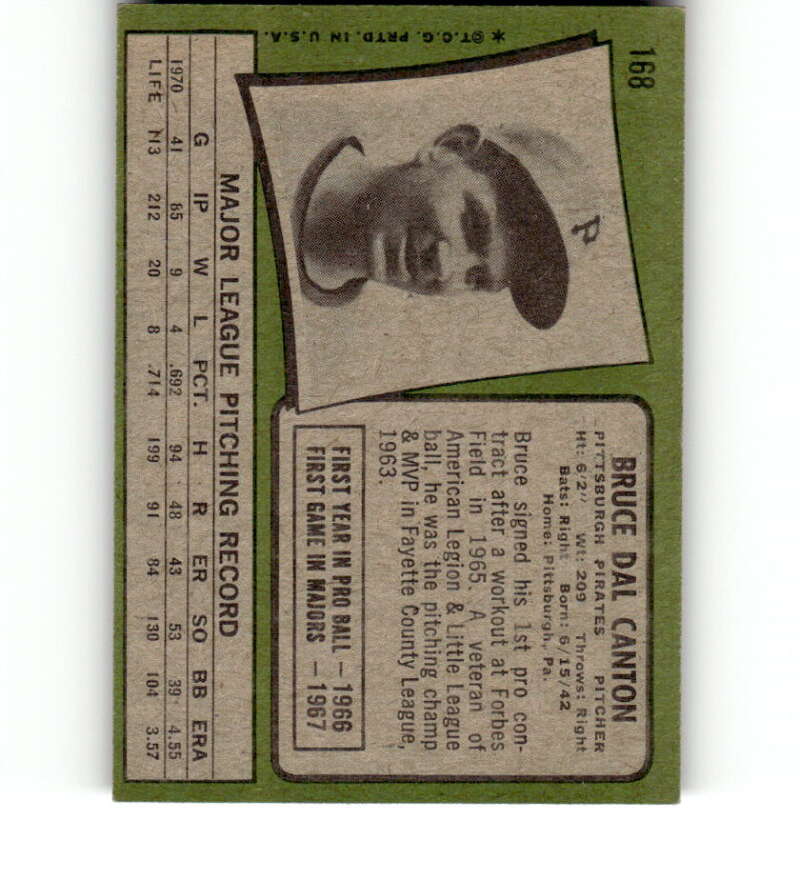 168
P
BRUCE DAL CANTON
PITTSBURGH PIRATES PITCHER
Ht: 6/2" Wt: 209 Throws: Right
Bats: Right Born: 6/15/42
Home: Pittsburgh, Pa.
Bruce signed his 1st pro con-
tract after a workout at Forbes
Field in 1965. A veteran of
American Legion & Little League
ball, he was the pitching champ
& MVP in Fayette County League,
1963.
FIRST YEAR IN PRO BALL — 1966
FIRST GAME IN MAJORS — 1967
MAJOR LEAGUE PITCHING RECORD
G IP W L PCT. H R ER SO BB ERA
1970 41 85 9 4 .692 94 48 43 53 39 4.55
LIFE 113 212 20 8 .714 199 91 84 130 104 3.57
* ©T.C.G. PRTD. IN U.S.A.